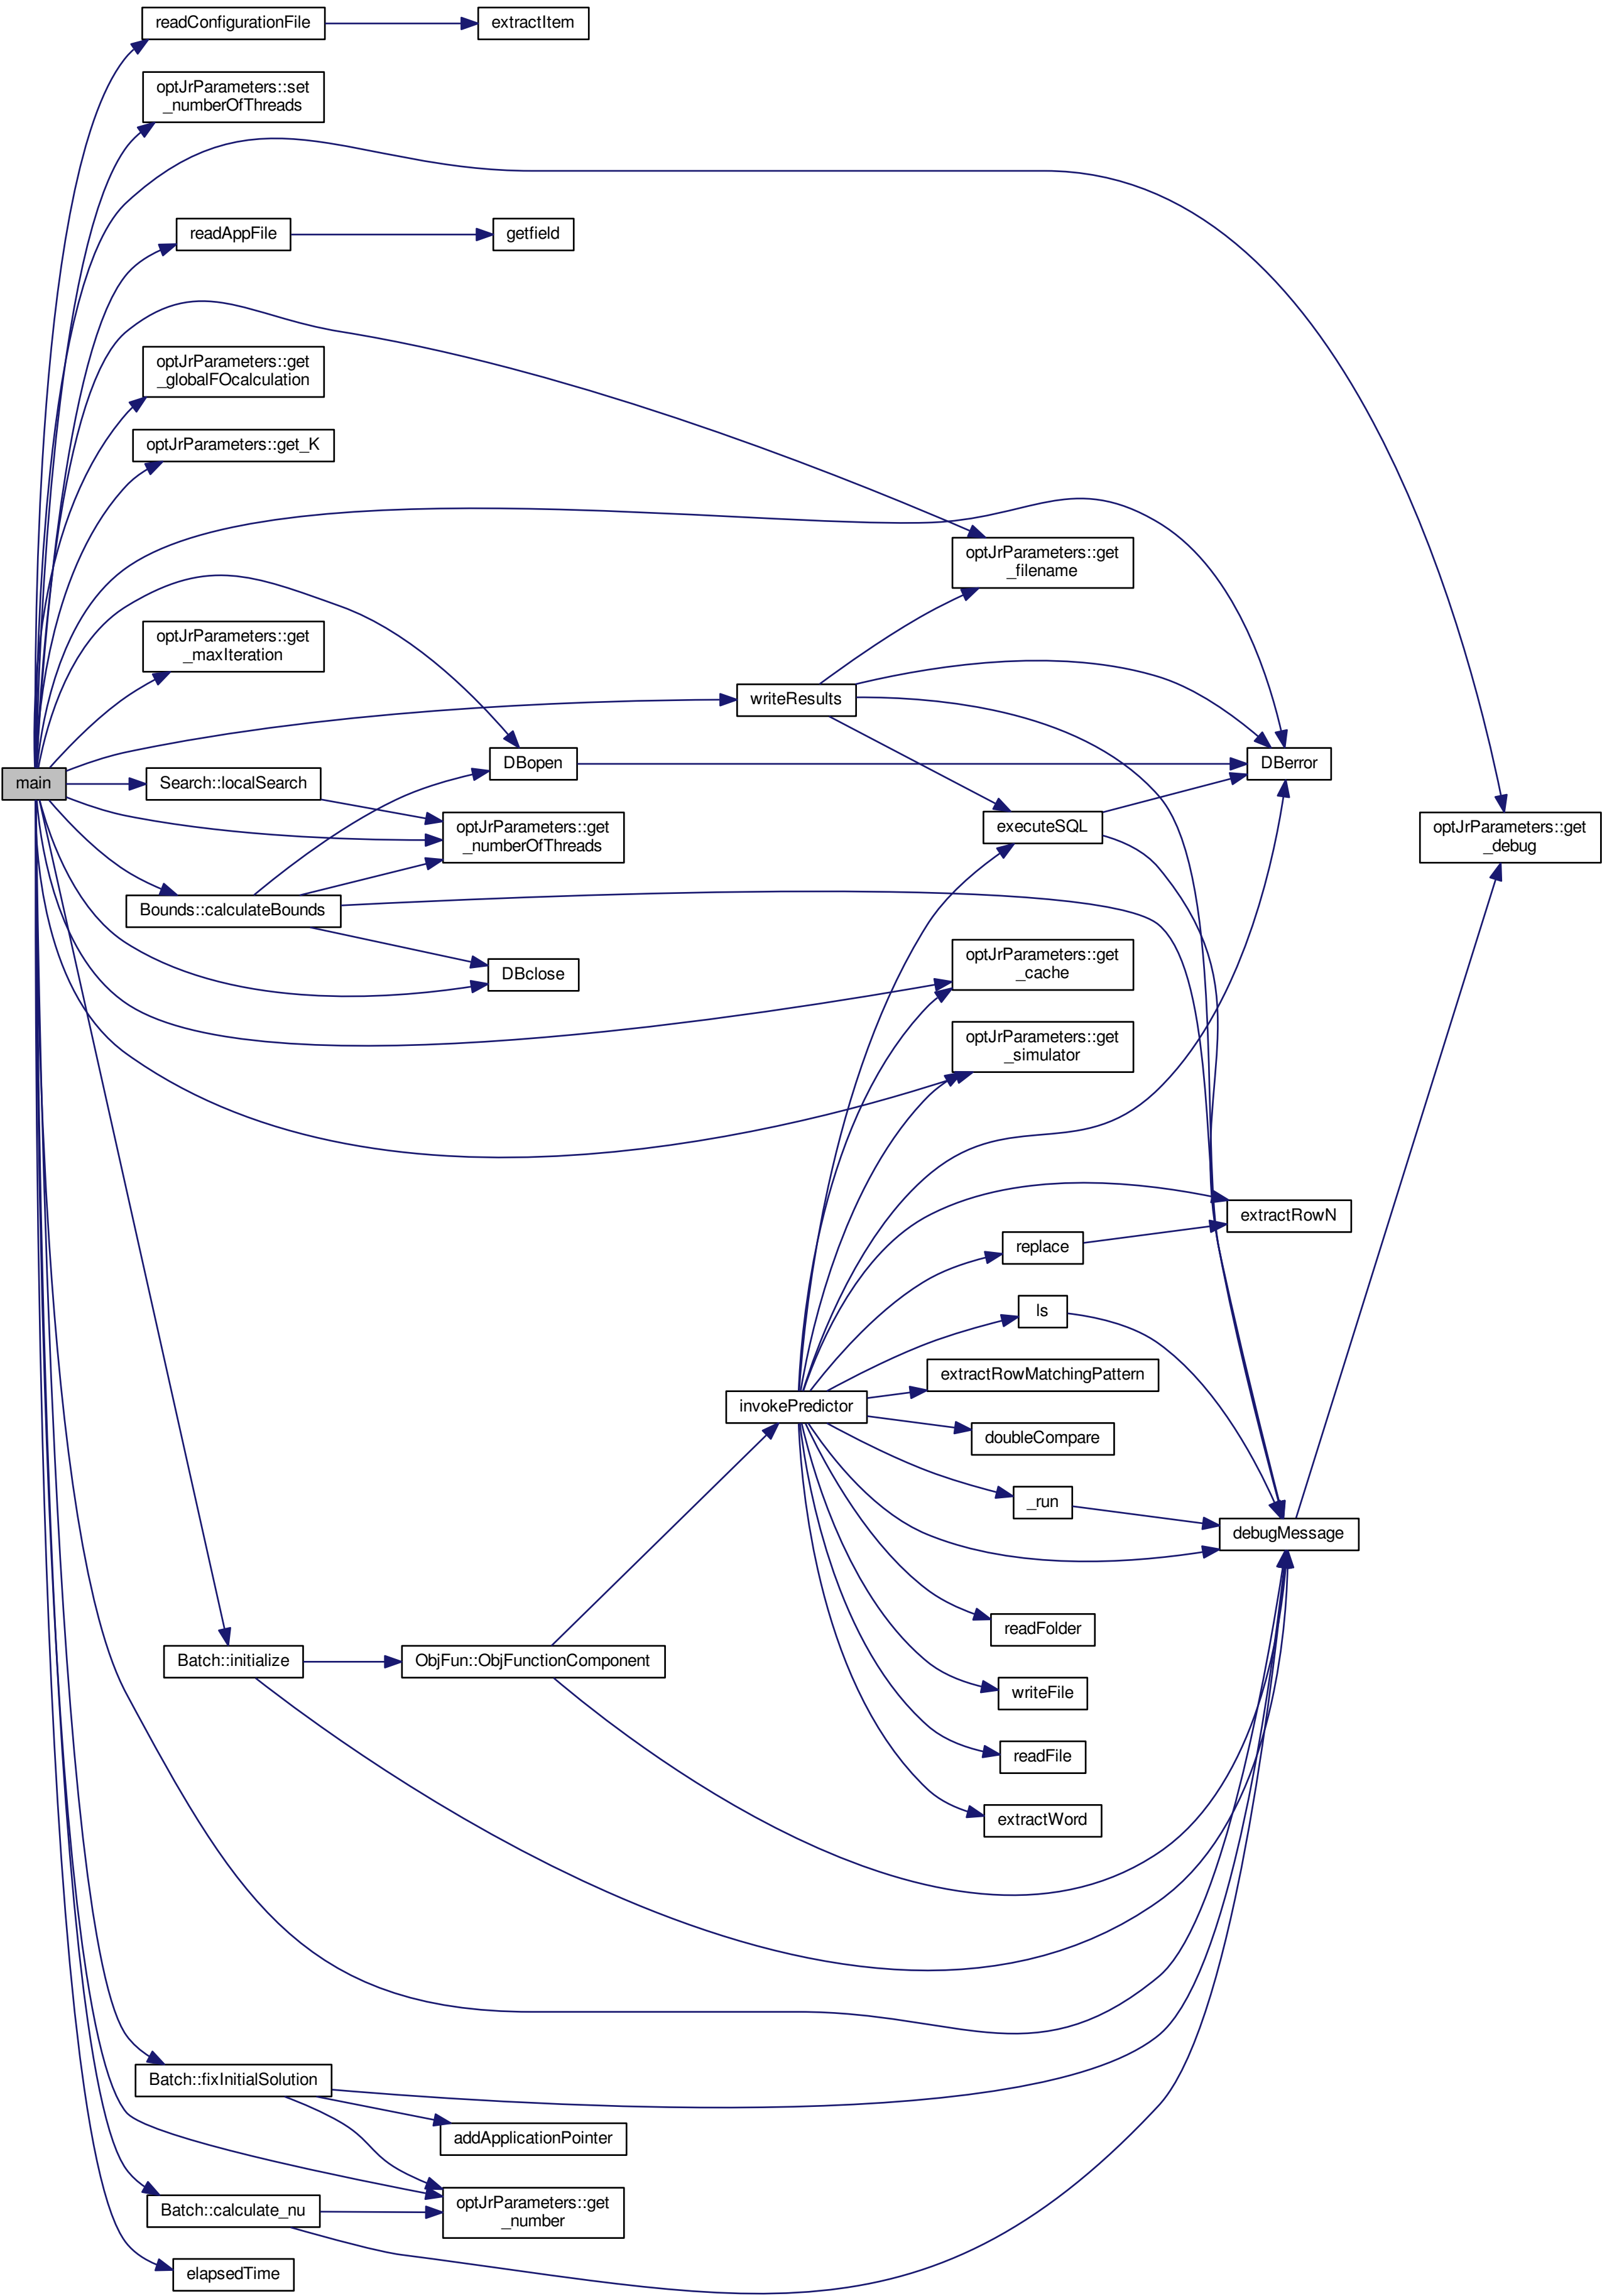 readConfigurationFile
extractItem
optJrParameters::set
_numberOfThreads
readAppFile
getfield
optJrParameters::get
_globalFOcalculation
optJrParameters::get_K
optJrParameters::get
_filename
optJrParameters::get
_maxIteration
writeResults
main
Search::localSearch
DBopen
DBerror
optJrParameters::get
_numberOfThreads
executeSQL
optJrParameters::get
_debug
Bounds::calculateBounds
DBclose
optJrParameters::get
_cache
optJrParameters::get
_simulator
extractRowN
replace
ls
extractRowMatchingPattern
invokePredictor
doubleCompare
_run
debugMessage
readFolder
Batch::initialize
ObjFun::ObjFunctionComponent
writeFile
readFile
extractWord
Batch::fixInitialSolution
addApplicationPointer
Batch::calculate_nu
optJrParameters::get
_number
elapsedTime